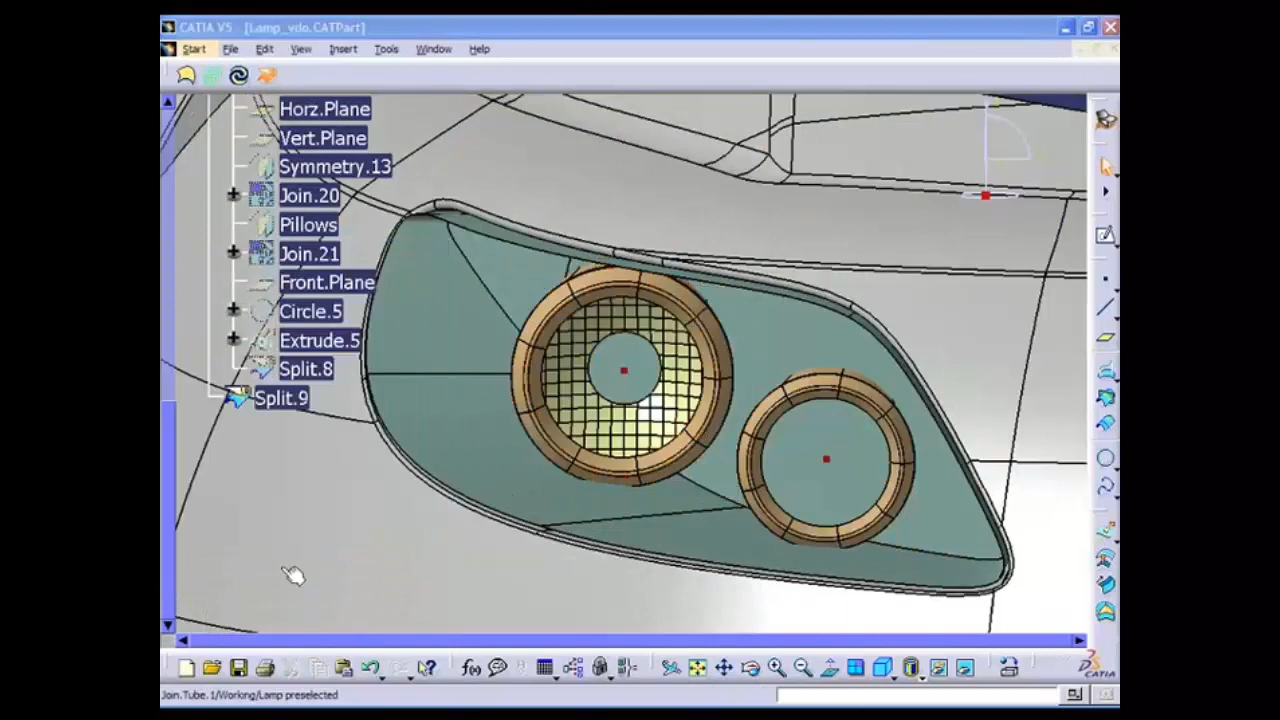 CATIA V5 - [Lamp_vdo.CATPart]
Start File Edit View Insert Tools Window Help
Horz.Plane
Vert.Plane
Symmetry.13
Join.20
Pillows
Join.21
Front.Plane
Circle.5
Extrude.5
Split.8
Split.9
f(x)
CATIA
Join.Tube.1/Working/Lamp preselected